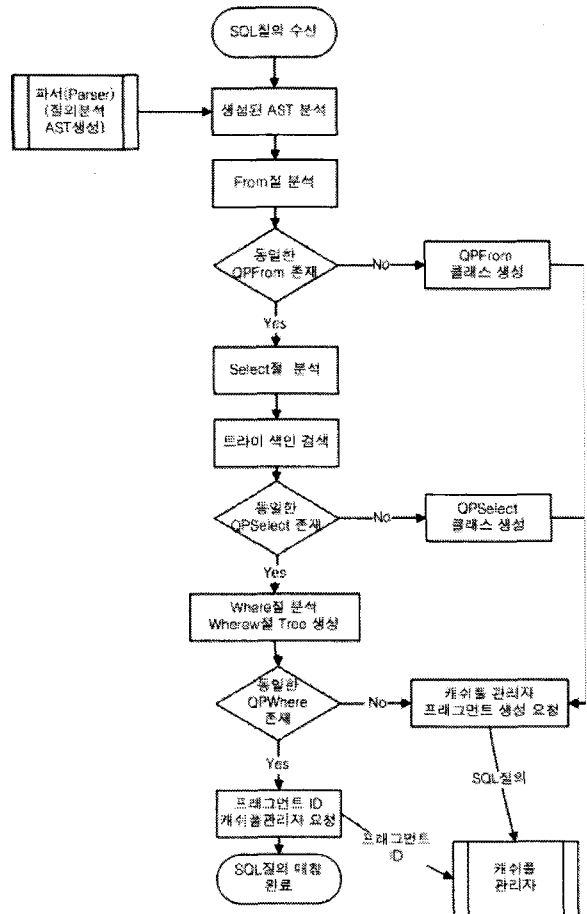 SQL질의 수신
파서(Parser)
(질의분석
AST생성)
생성된 AST 분석
From절 분석
동일한
QPFrom 존재
No
QPFrom
클래스 생성
Yes
Select절 분석
트라이 색인 검색
동일한
QPSelect 존재
No
QPSelect
클래스 생성
Yes
Where절 분석
Wherew절 Tree 생성
동일한
QPWhere
존재
No
캐쉬풀 관리자
프래그먼트 생성 요청
Yes
SQL질의
프래그먼트 ID
캐쉬풀관리자 요청
프래그먼트
ID
SQL질의 매칭
완료
캐쉬풀
관리자